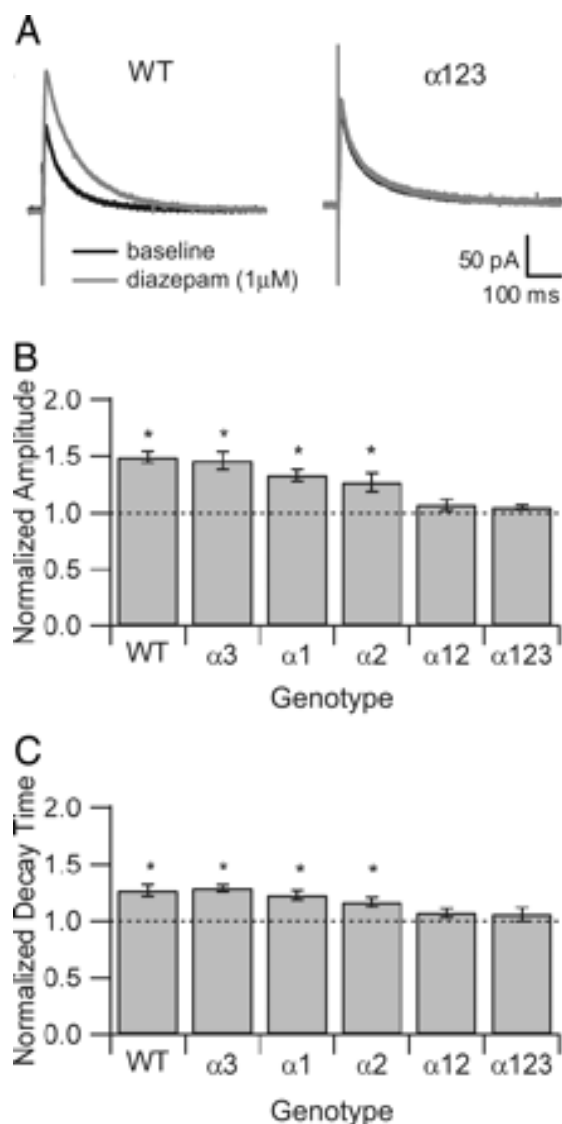 A
WT
α123
baseline
diazepam (1μM)
50 pA
100 ms
B
Normalized Amplitude
2.0
1.5
1.0
0.5
0.0
* * * *
WT α3 α1 α2 α12 α123
Genotype
C
Normalized Decay Time
2.0
1.5
1.0
0.5
0.0
* * * *
WT α3 α1 α2 α12 α123
Genotype